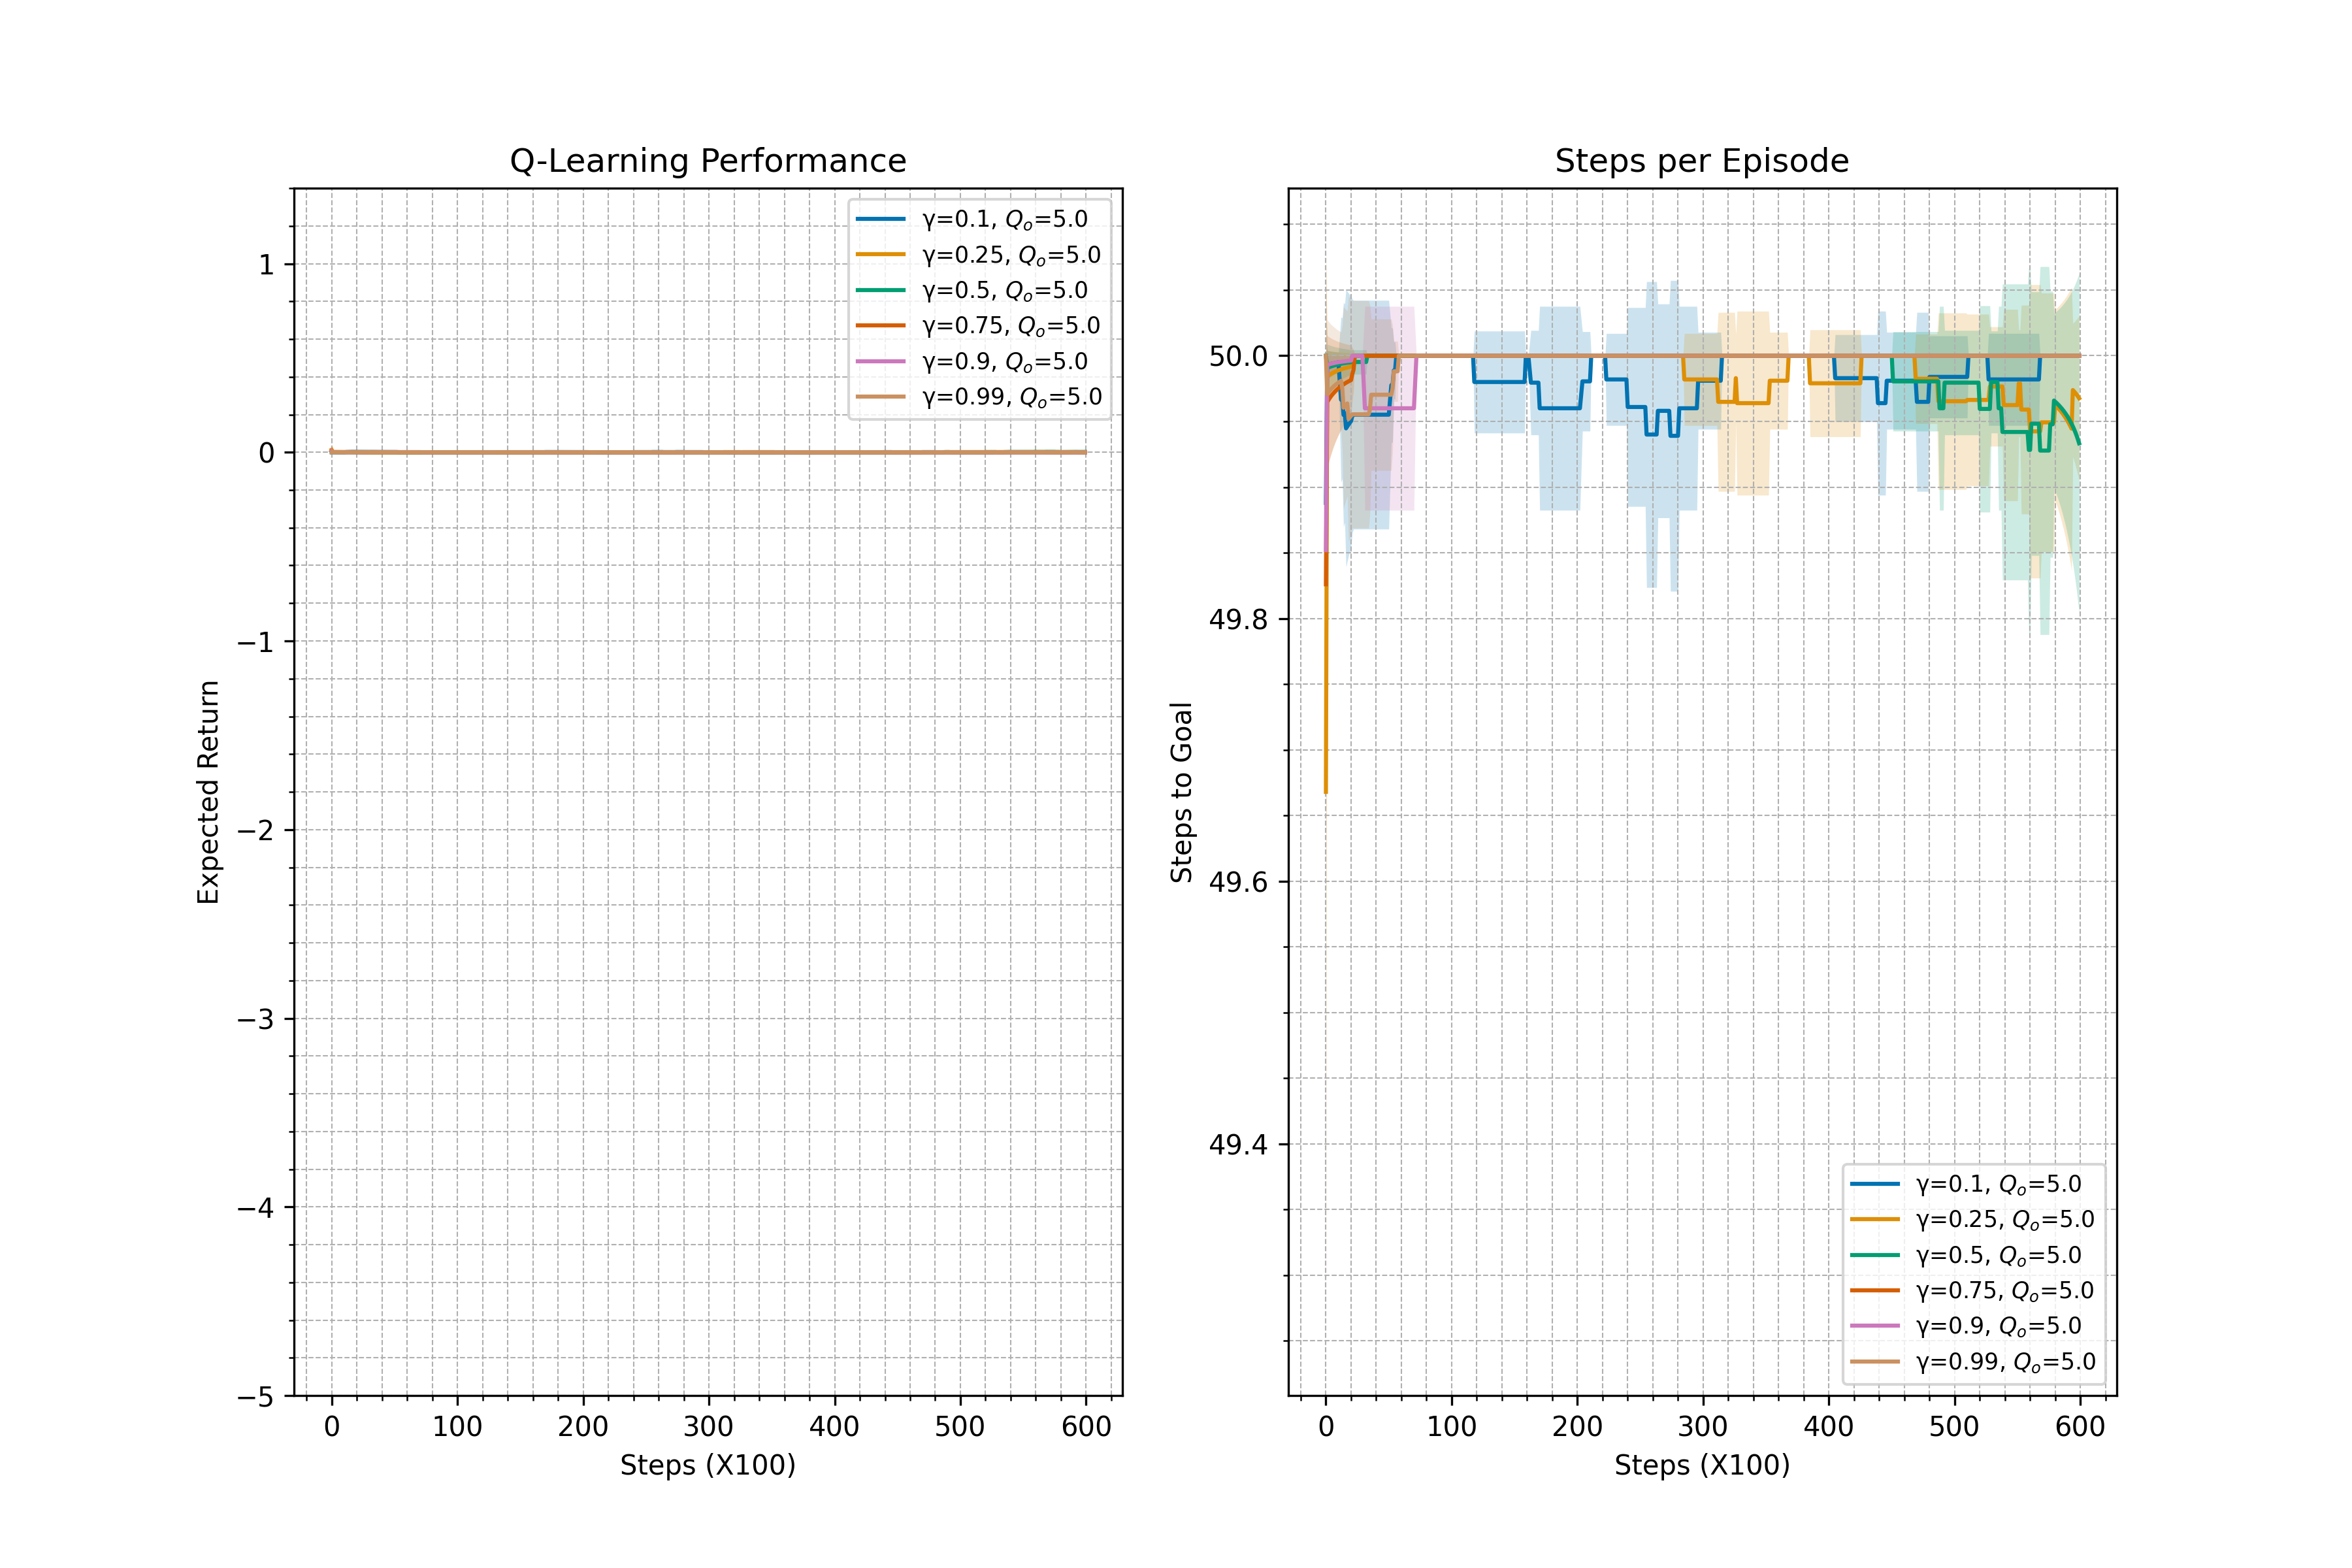 Q-Learning Performance
1
0
−1
−2
−3
−4
−5
Expected Return
0 100 200 300 400 500 600
Steps (X100)
γ=0.1, Qₒ=5.0
γ=0.25, Qₒ=5.0
γ=0.5, Qₒ=5.0
γ=0.75, Qₒ=5.0
γ=0.9, Qₒ=5.0
γ=0.99, Qₒ=5.0
Steps per Episode
50.0
49.8
49.6
49.4
Steps to Goal
0 100 200 300 400 500 600
Steps (X100)
γ=0.1, Qₒ=5.0
γ=0.25, Qₒ=5.0
γ=0.5, Qₒ=5.0
γ=0.75, Qₒ=5.0
γ=0.9, Qₒ=5.0
γ=0.99, Qₒ=5.0